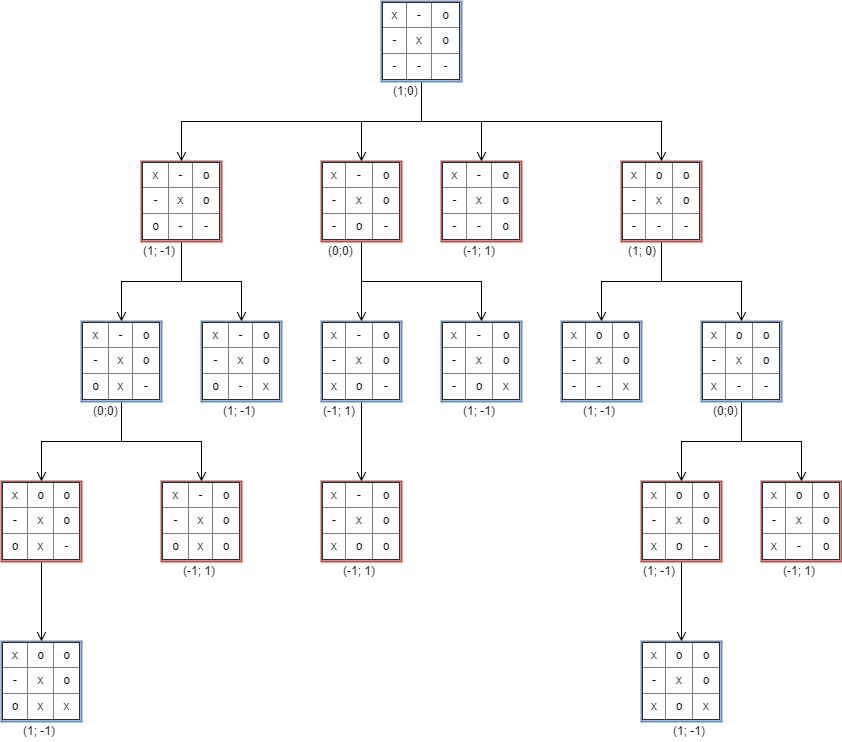 x - o
- x o
- - -
(1;0)
x - o
- x o
o - -
(1; -1)
x - o
- x o
- o -
(0;0)
x - o
- x o
- - o
(-1; 1)
x o o
- x o
- - -
(1; 0)
x - o
- x o
o x -
(0;0)
x - o
- x o
o - x
(1; -1)
x - o
- x o
x o -
(-1; 1)
x - o
- x o
- o x
(1; -1)
x o o
- x o
- - x
(1; -1)
x o o
- x o
x - -
(0;0)
x o o
- x o
o x -
x - o
- x o
o x o
(-1; 1)
x - o
- x o
x o o
(-1; 1)
x o o
- x o
x o -
(1; -1)
x o o
- x o
x - o
(-1; 1)
x o o
- x o
o x x
(1; -1)
x o o
- x o
x o x
(1; -1)